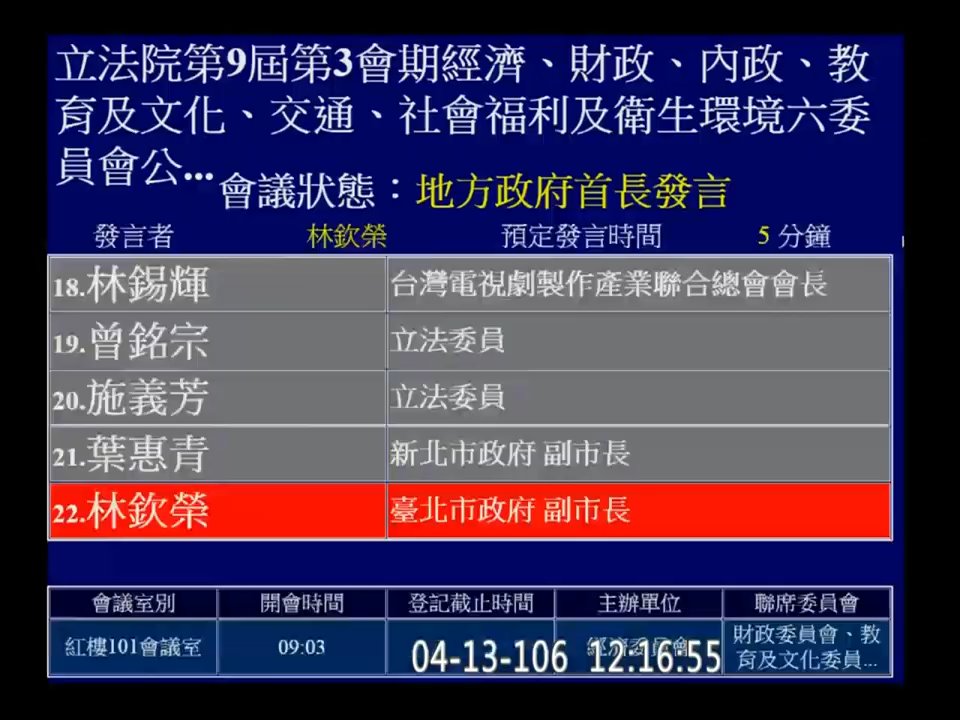 立法院第9屆第3會期經濟、財政、內政、教
育及文化、交通、社會福利及衛生環境六委
員會公...
會議狀態：地方政府首長發言
發言者 林欽榮 預定發言時間 5 分鐘
18.林錫輝 台灣電視劇製作產業聯合總會會長
19.曾銘宗 立法委員
20.施義芳 立法委員
21.葉惠青 新北市政府 副市長
22.林欽榮 臺北市政府 副市長
會議室別 開會時間 登記截止時間 主辦單位 聯席委員會
紅樓101會議室 09:03 經濟委員會 財政委員會、教
育及文化委員...
04-13-106 12:16:55